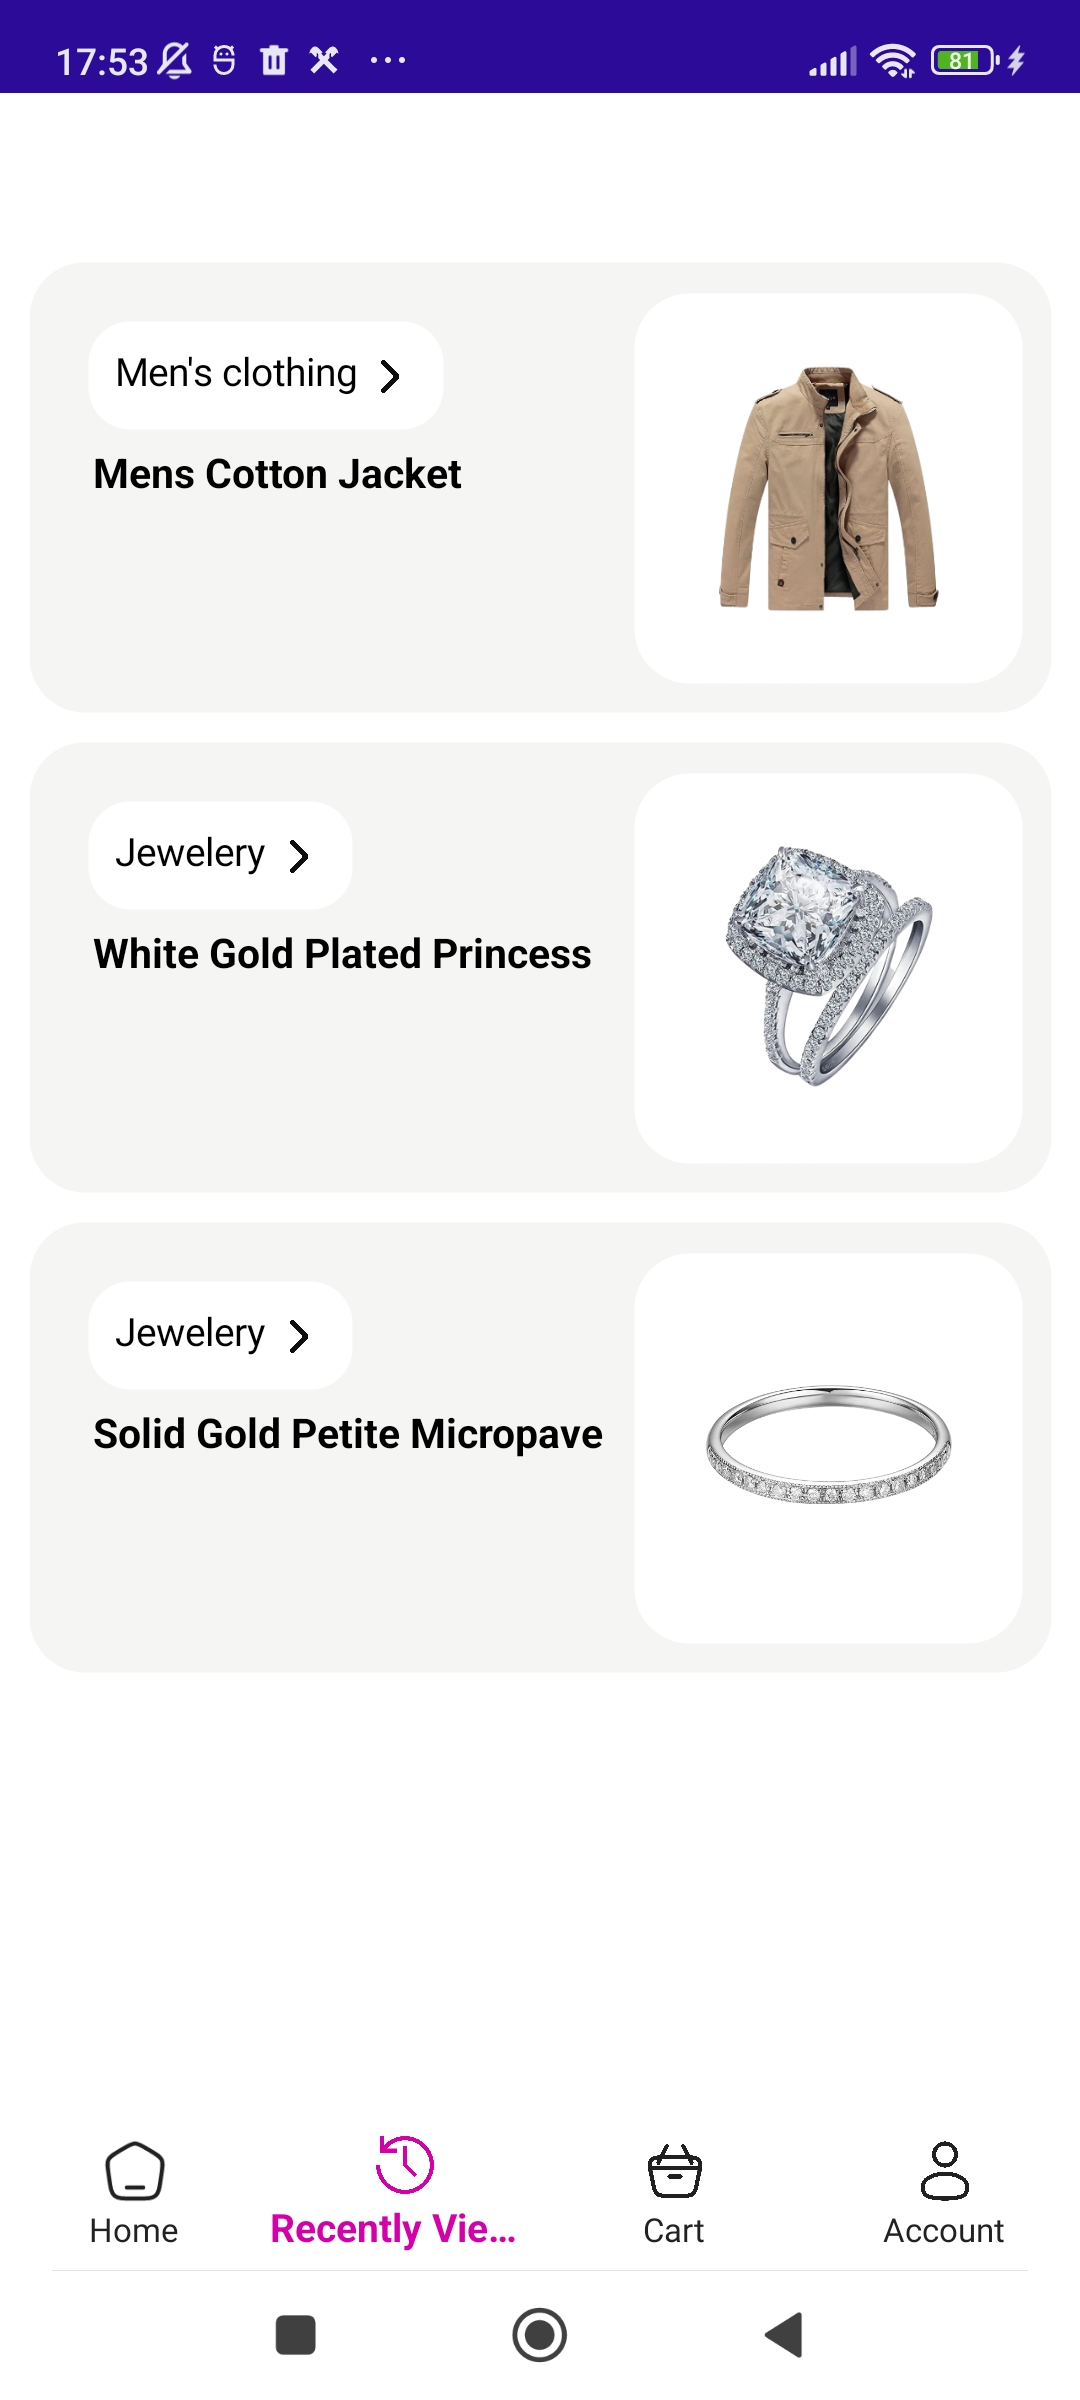 17:53
81
Men's clothing
Mens Cotton Jacket
Jewelery
White Gold Plated Princess
Jewelery
Solid Gold Petite Micropave
Home
Recently Vie...
Cart
Account